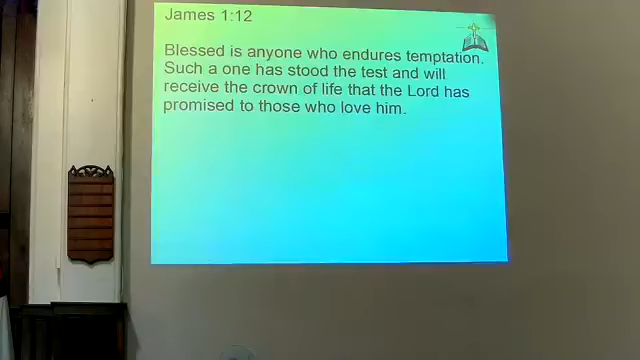 James 1:12
Blessed is anyone who endures temptation.
Such a one has stood the test and will
receive the crown of life that the Lord has
promised to those who love him.